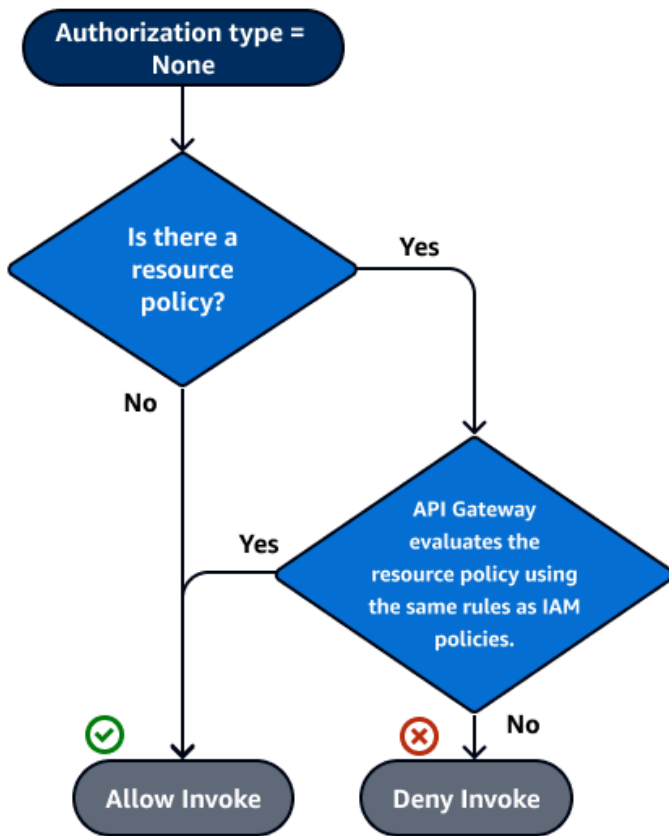 Authorization type =
None
Is there a
resource
policy?
Yes
No
API Gateway
evaluates the
resource policy using
the same rules as IAM
policies.
Yes
No
Allow Invoke
Deny Invoke